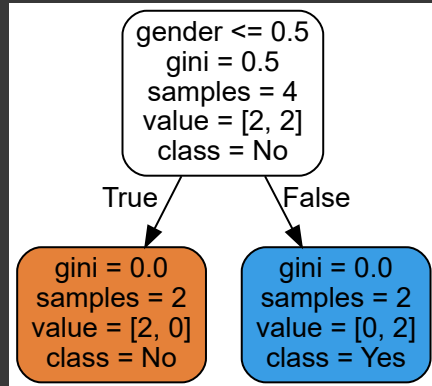 gender <= 0.5
gini = 0.5
samples = 4
value = [2, 2]
class = No
True
False
gini = 0.0
samples = 2
value = [2, 0]
class = No
gini = 0.0
samples = 2
value = [0, 2]
class = Yes